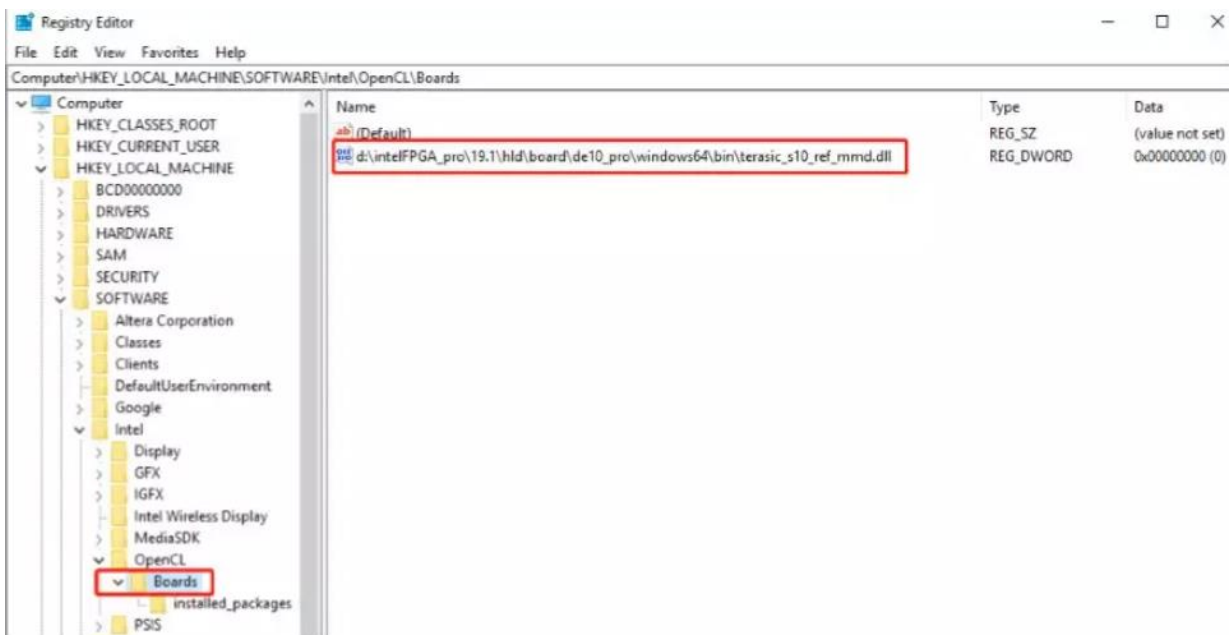 Registry Editor
File Edit View Favorites Help
Computer\HKEY_LOCAL_MACHINE\SOFTWARE\Intel\OpenCL\Boards
Computer
HKEY_CLASSES_ROOT
HKEY_CURRENT_USER
HKEY_LOCAL_MACHINE
BCD00000000
DRIVERS
HARDWARE
SAM
SECURITY
SOFTWARE
Altera Corporation
Classes
Clients
DefaultUserEnvironment
Google
Intel
Display
GFX
IGFX
Intel Wireless Display
MediaSDK
OpenCL
Boards
installed_packages
PSIS
Name Type Data
(Default) REG_SZ (value not set)
d:\intelFPGA_pro\19.1\hld\board\de10_pro\windows64\bin\terasic_s10_ref_mmd.dll REG_DWORD 0x00000000 (0)